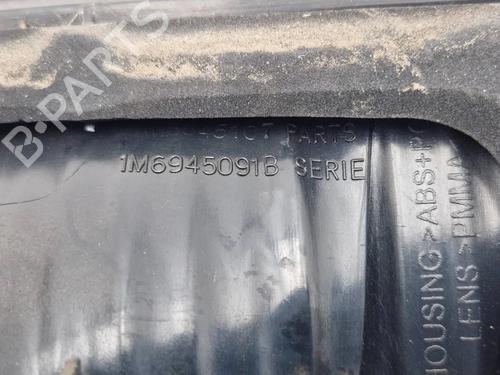 B-PARTS
PARTS
1M6945091B SERIE
HOUSING >ABS+PC
LENS >PMMA